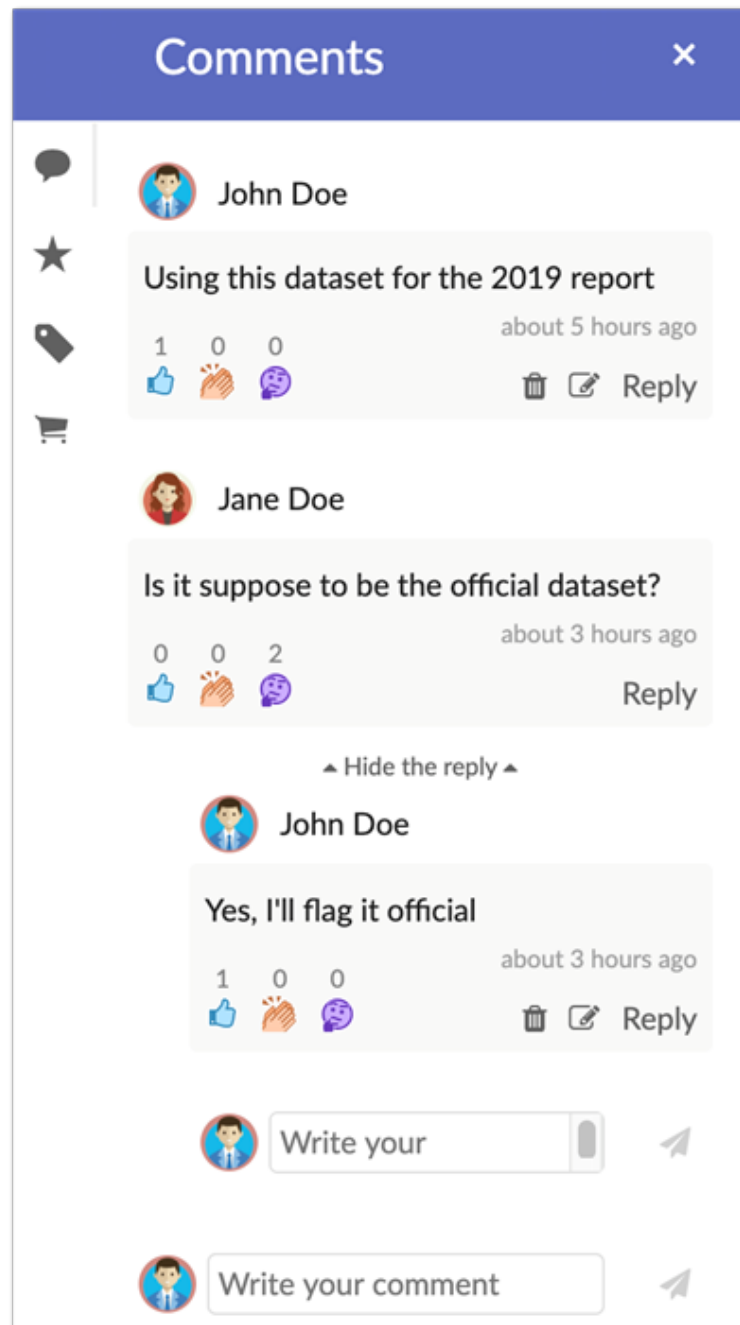 Comments ×
John Doe
Using this dataset for the 2019 report
about 5 hours ago
1 0 0
Reply
Jane Doe
Is it suppose to be the official dataset?
about 3 hours ago
0 0 2
Reply
Hide the reply
John Doe
Yes, I'll flag it official
about 3 hours ago
1 0 0
Reply
Write your
Write your comment